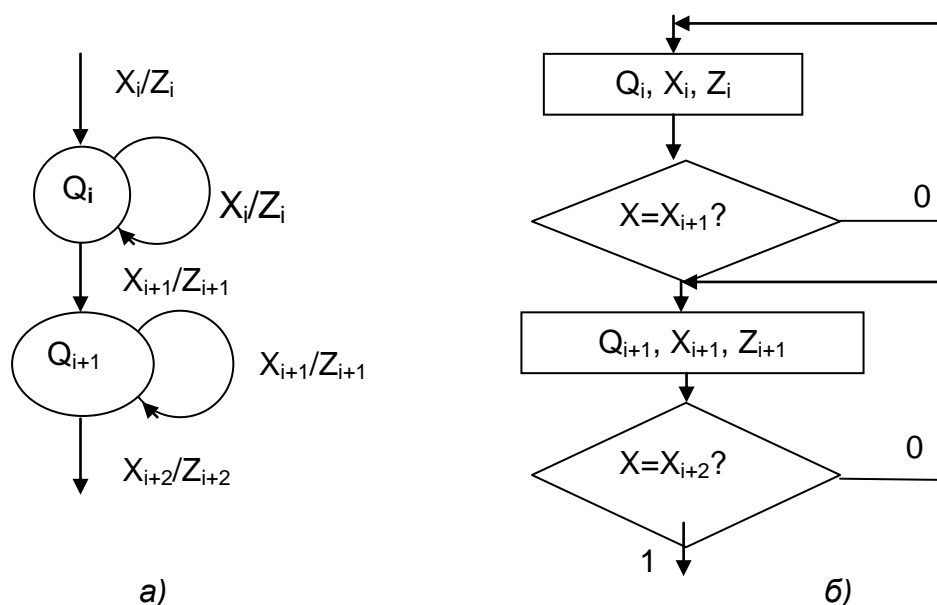 Xi/Zi
Qi
Xi/Zi
Xi+1/Zi+1
Qi+1
Xi+1/Zi+1
Xi+2/Zi+2
а)
Qi, Xi, Zi
X=Xi+1?
0
Qi+1, Xi+1, Zi+1
X=Xi+2?
0
1
б)